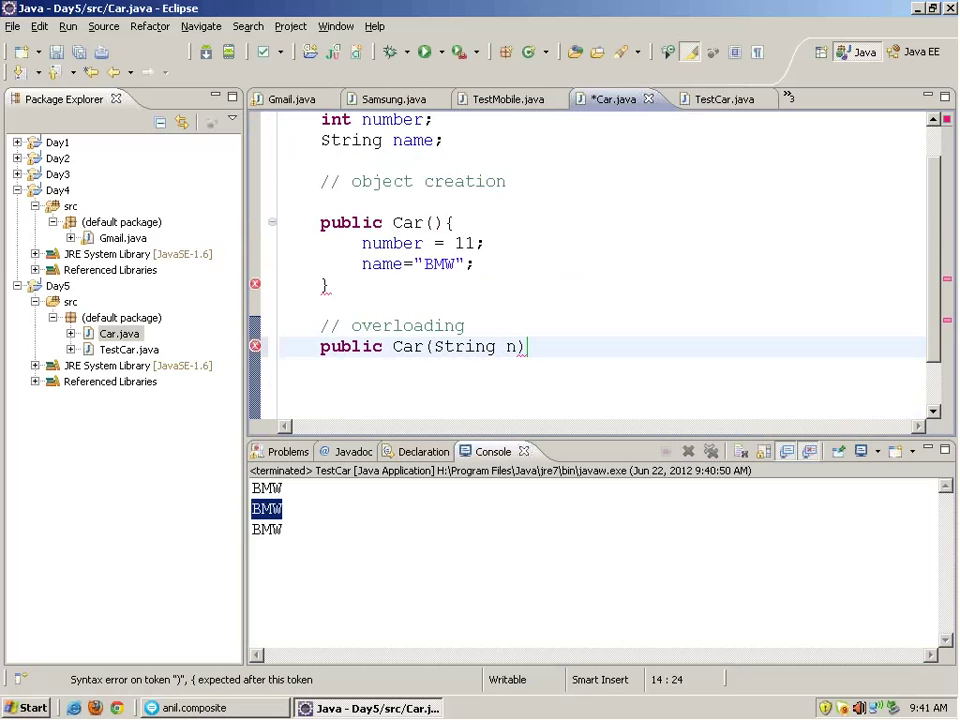 Java - Day5/src/Car.java - Eclipse
File Edit Run Source Refactor Navigate Search Project Window Help
Java Java EE
Package Explorer
Gmail.java Samsung.java TestMobile.java *Car.java TestCar.java »3
Day1
Day2
Day3
Day4
src
(default package)
Gmail.java
JRE System Library [JavaSE-1.6]
Referenced Libraries
Day5
src
(default package)
Car.java
TestCar.java
JRE System Library [JavaSE-1.6]
Referenced Libraries
int number;
String name;
// object creation
public Car(){
number = 11;
name="BMW";
}
// overloading
public Car(String n)
Problems @ Javadoc Declaration Console
<terminated> TestCar [Java Application] H:\Program Files\Java\jre7\bin\javaw.exe (Jun 22, 2012 9:40:50 AM)
BMW
BMW
BMW
Syntax error on token ")", { expected after this token Writable Smart Insert 14 : 24
Start anil.composite Java - Day5/src/Car.j... 9:41 AM